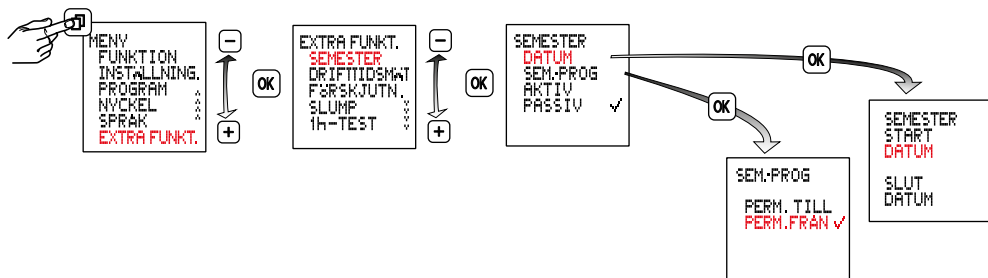 MENY
FUNKTION
INSTÄLLNING.
PROGRAM
NYCKEL
SPRÅK
EXTRA FUNKT.
−
+
OK
EXTRA FUNKT.
SEMESTER
DRIFTTIDSMÄT
FÖRSKJUTN.
SLUMP
1h-TEST
−
+
OK
SEMESTER
DATUM
SEM.-PROG
AKTIV
PASSIV ✓
OK
OK
SEM.-PROG
PERM. TILL
PERM.FRÅN ✓
SEMESTER
START
DATUM
SLUT
DATUM